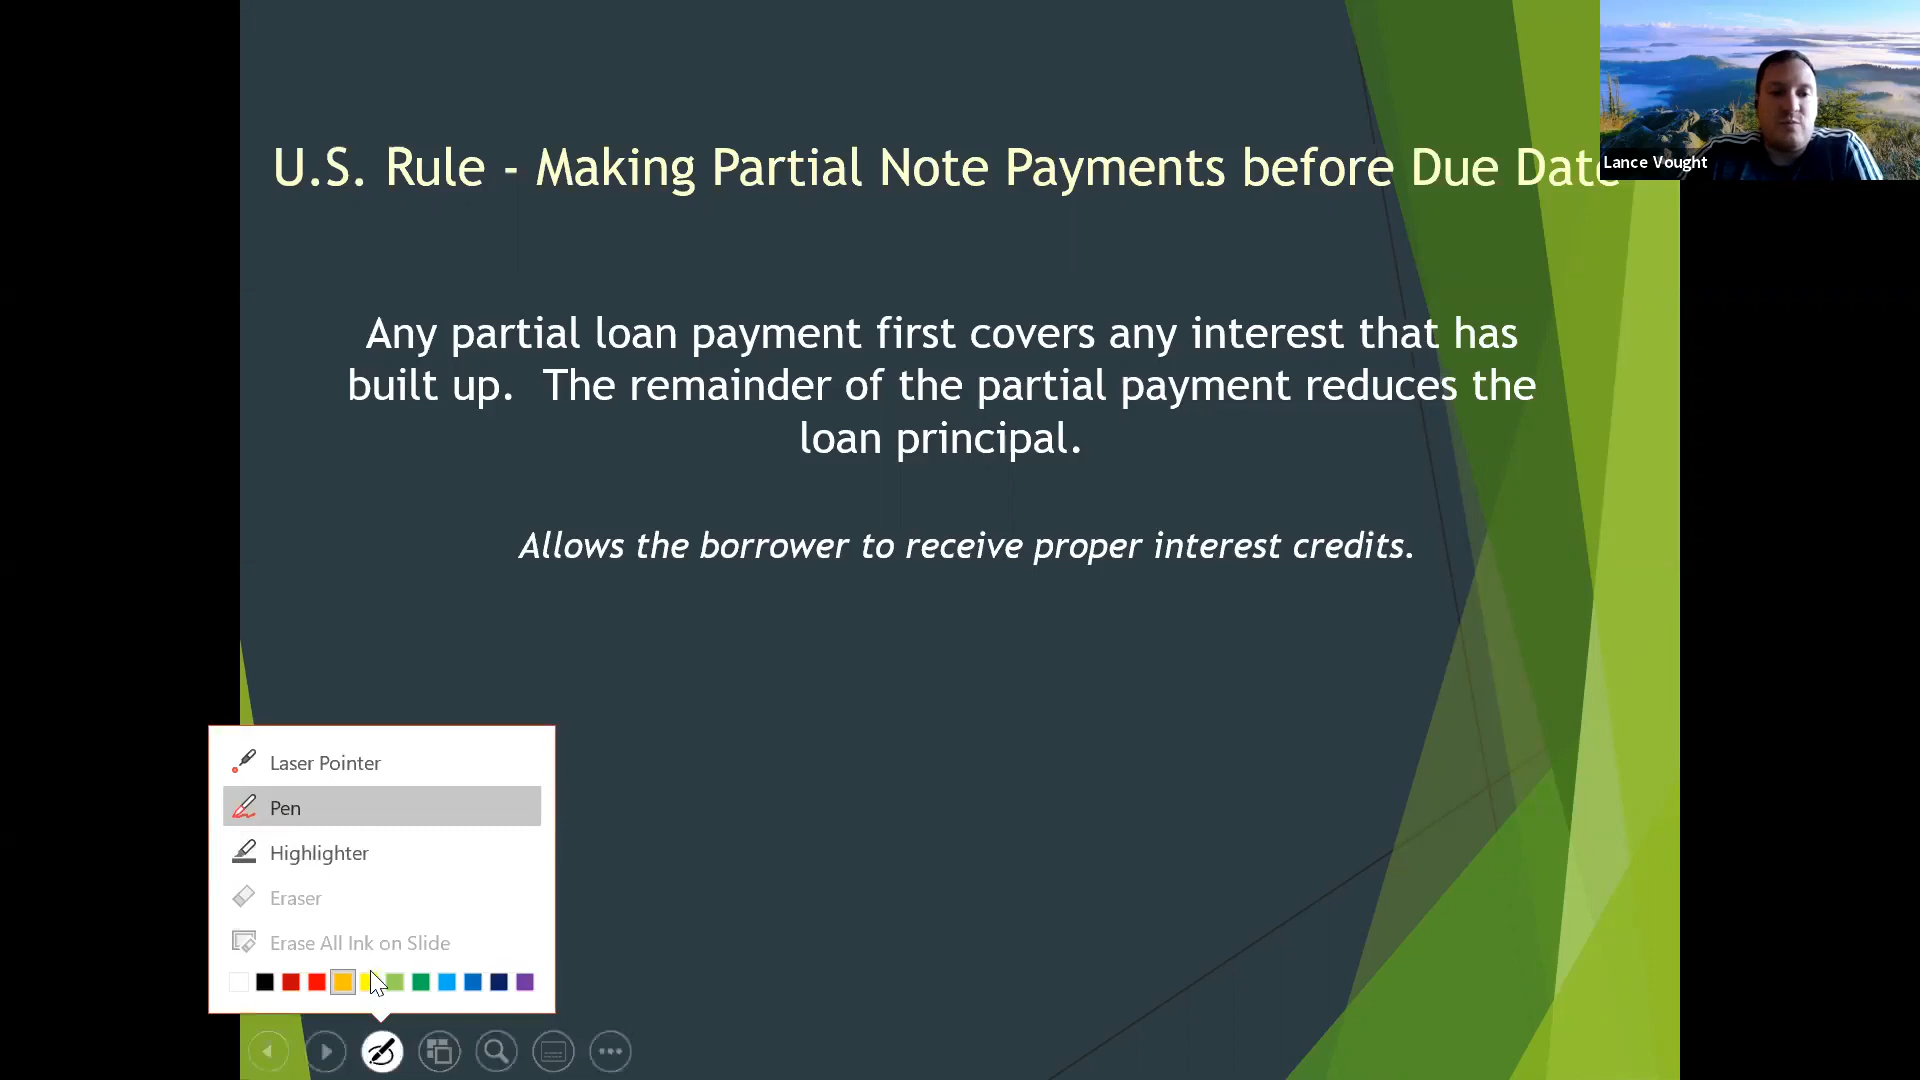 U.S. Rule - Making Partial Note Payments before Due Date
Lance Vought
Any partial loan payment first covers any interest that has
built up. The remainder of the partial payment reduces the
loan principal.
Allows the borrower to receive proper interest credits.
Laser Pointer
Pen
Highlighter
Eraser
Erase All Ink on Slide